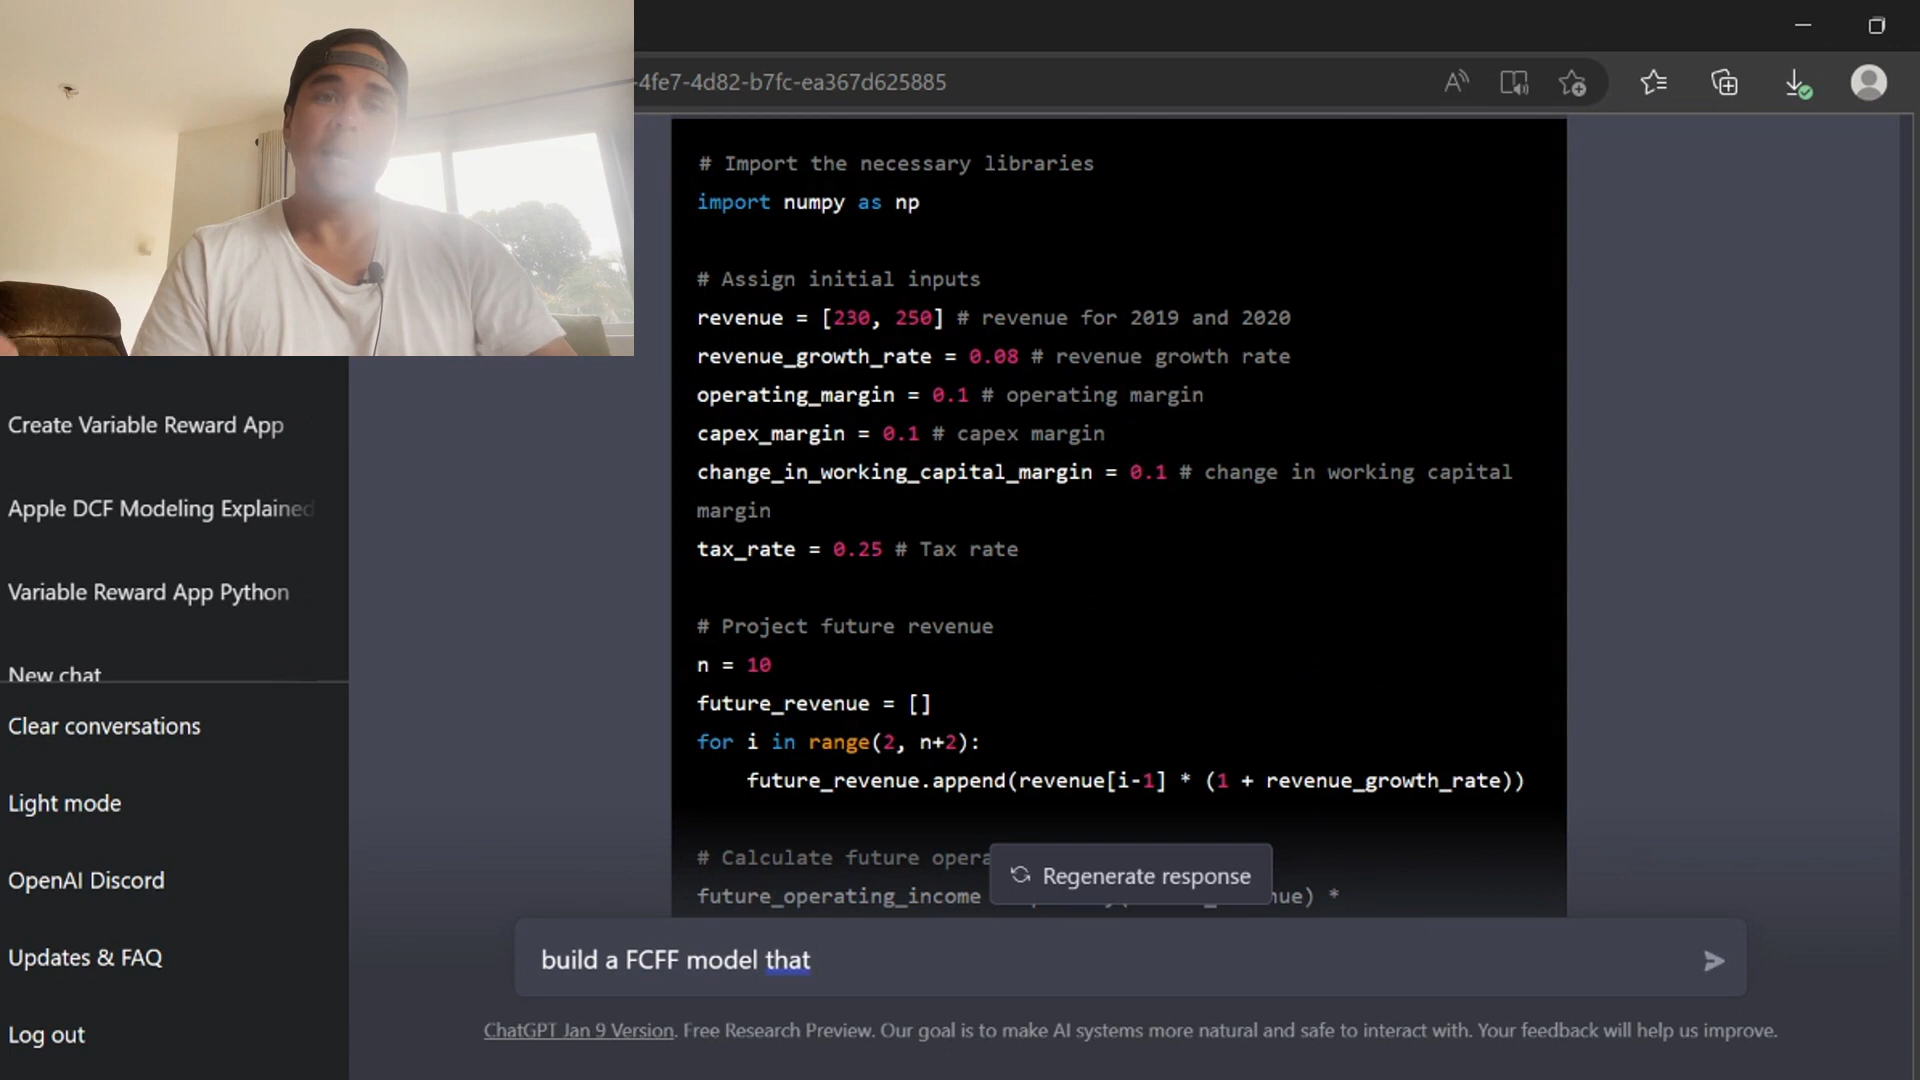 -4fe7-4d82-b7fc-ea367d625885
# Import the necessary libraries
import numpy as np
# Assign initial inputs
revenue = [230, 250] # revenue for 2019 and 2020
revenue_growth_rate = 0.08 # revenue growth rate
operating_margin = 0.1 # operating margin
capex_margin = 0.1 # capex margin
change_in_working_capital_margin = 0.1 # change in working capital
margin
tax_rate = 0.25 # Tax rate
# Project future revenue
n = 10
future_revenue = []
for i in range(2, n+2):
future_revenue.append(revenue[i-1] * (1 + revenue_growth_rate))
# Calculate future opera
future_operating_income
nue) *
Regenerate response
build a FCFF model that
ChatGPT Jan 9 Version. Free Research Preview. Our goal is to make AI systems more natural and safe to interact with. Your feedback will help us improve.
Create Variable Reward App
Apple DCF Modeling Explained
Variable Reward App Python
New chat
Clear conversations
Light mode
OpenAI Discord
Updates & FAQ
Log out